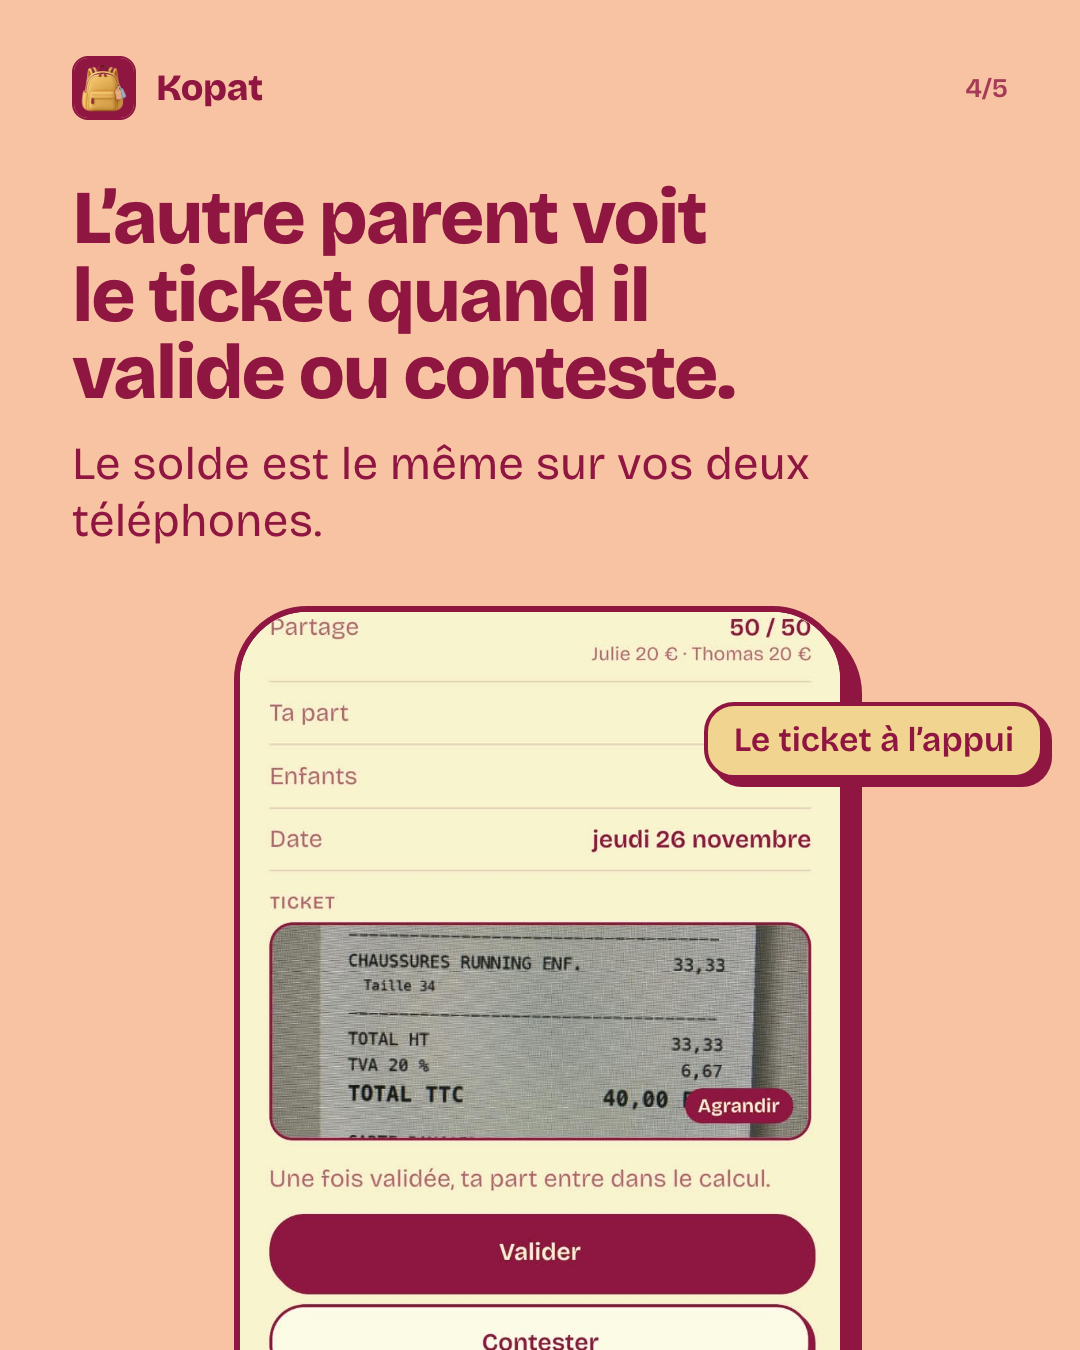 Kopat
4/5
L’autre parent voit
le ticket quand il
valide ou conteste.
Le solde est le même sur vos deux
téléphones.
Partage
50 / 50
Julie 20 € · Thomas 20 €
Ta part
Le ticket à l’appui
Enfants
Date
jeudi 26 novembre
TICKET
CHAUSSURES RUNNING ENF. 33,33
Taille 34
TOTAL HT 33,33
TVA 20 % 6,67
TOTAL TTC 40,00
Agrandir
Une fois validée, ta part entre dans le calcul.
Valider
Contester